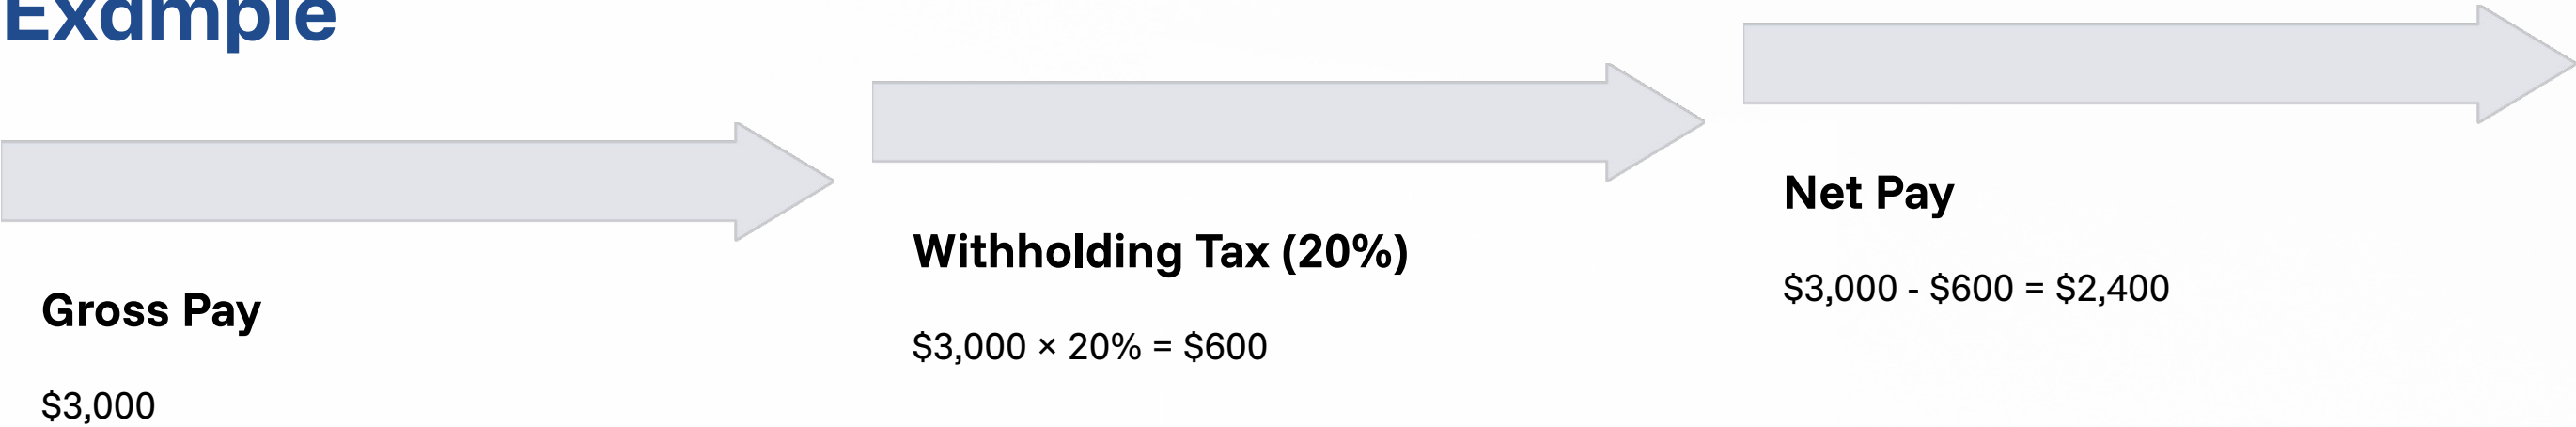 Example
Gross Pay
$3,000
Withholding Tax (20%)
$3,000 × 20% = $600
Net Pay
$3,000 - $600 = $2,400